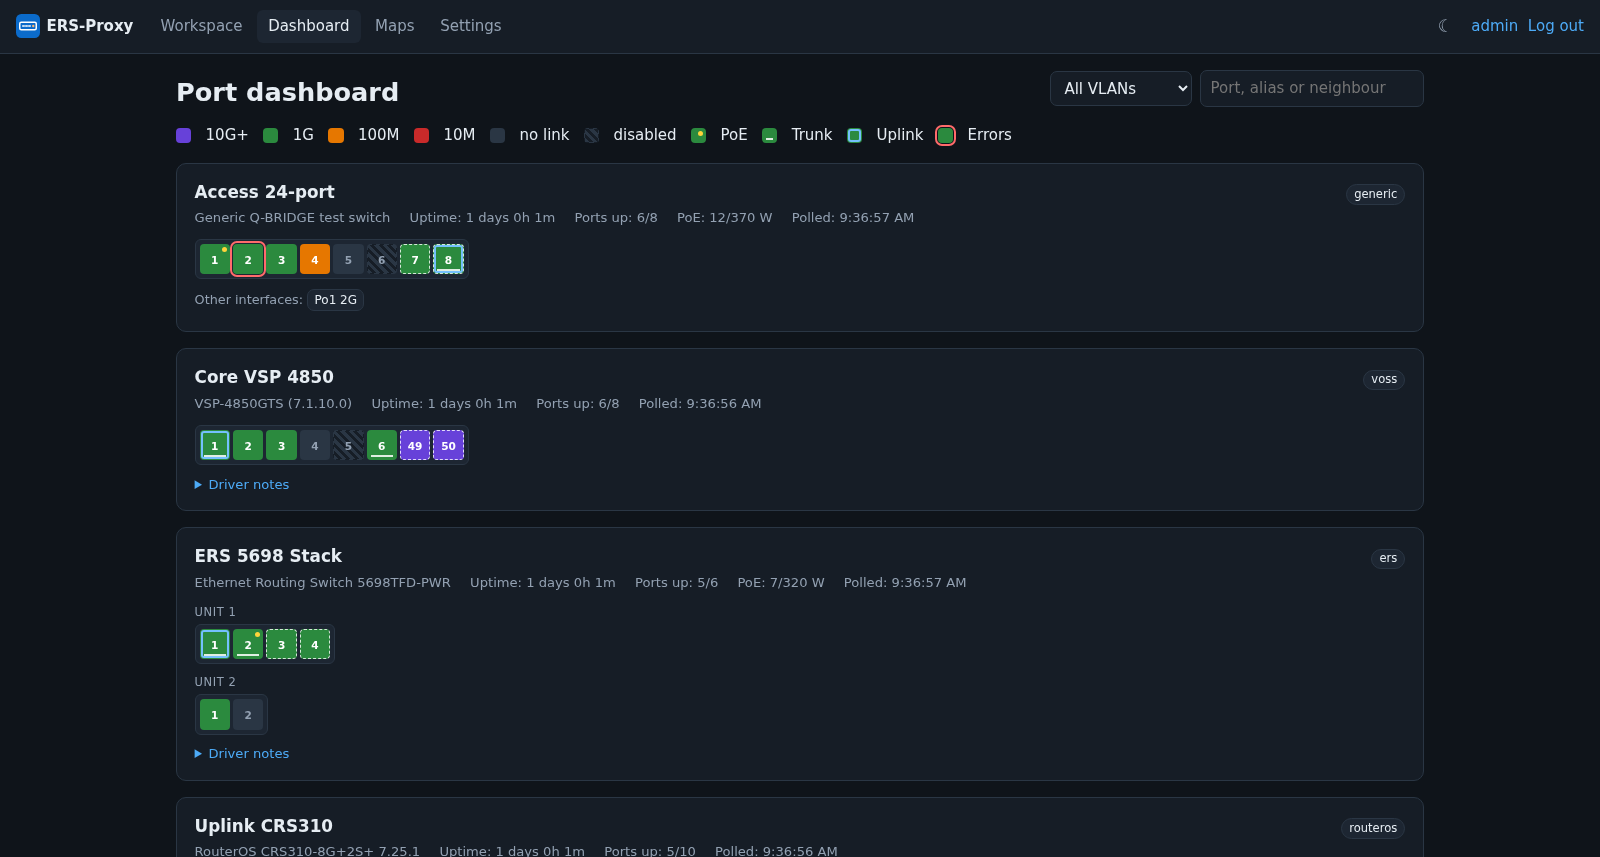 ERS-Proxy Workspace Dashboard Maps Settings admin Log out
Port dashboard All VLANs Port, alias or neighbour
10G+ 1G 100M 10M no link disabled PoE Trunk Uplink Errors
Access 24-port generic
Generic Q-BRIDGE test switch Uptime: 1 days 0h 1m Ports up: 6/8 PoE: 12/370 W Polled: 9:36:57 AM
1 2 3 4 5 6 7 8
Other interfaces: Po1 2G
Core VSP 4850 voss
VSP-4850GTS (7.1.10.0) Uptime: 1 days 0h 1m Ports up: 6/8 Polled: 9:36:56 AM
1 2 3 4 5 6 49 50
Driver notes
ERS 5698 Stack ers
Ethernet Routing Switch 5698TFD-PWR Uptime: 1 days 0h 1m Ports up: 5/6 PoE: 7/320 W Polled: 9:36:57 AM
UNIT 1
1 2 3 4
UNIT 2
1 2
Driver notes
Uplink CRS310 routeros
RouterOS CRS310-8G+2S+ 7.25.1 Uptime: 1 days 0h 1m Ports up: 5/10 Polled: 9:36:56 AM